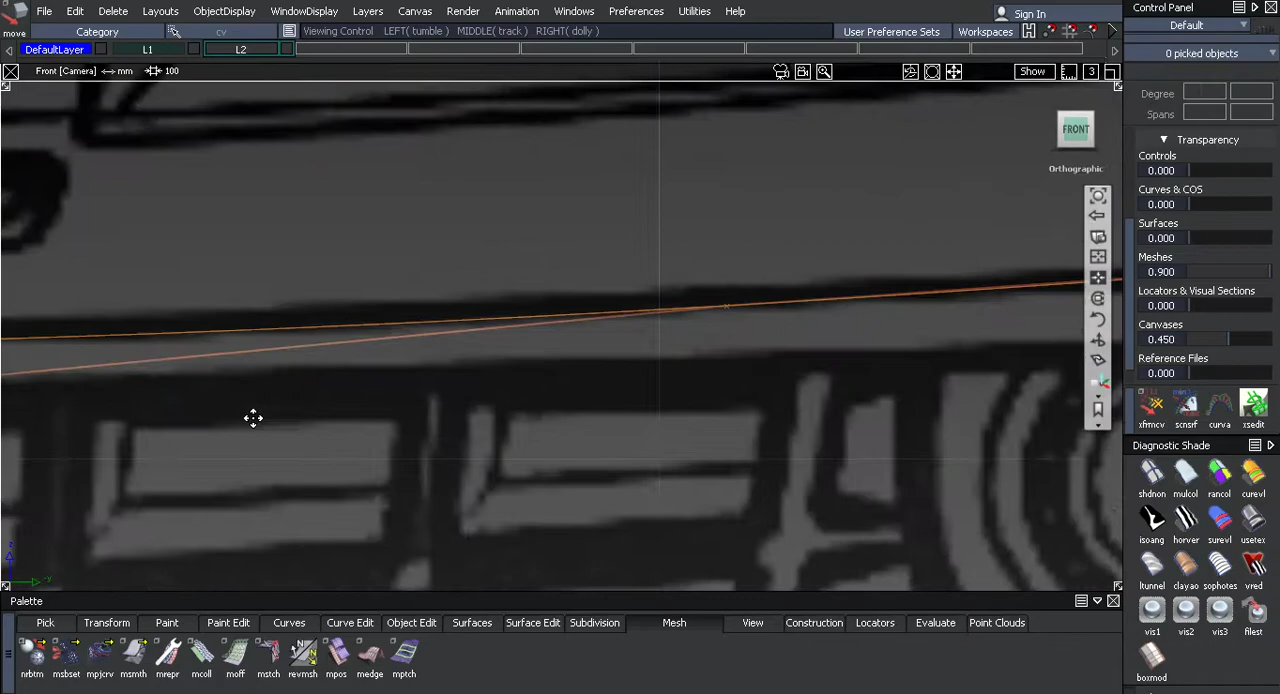 File Edit Delete Layouts ObjectDisplay WindowDisplay Layers Canvas Render Animation Windows Preferences Utilities Help
Sign In
Control Panel
move
Category
cv
Viewing Control LEFT( tumble ) MIDDLE( track ) RIGHT( dolly )
User Preference Sets
Workspaces
Default
DefaultLayer
L1
L2
0 picked objects
Front [Camera] mm 100
Show
3
Degree
Spans
FRONT
Orthographic
Transparency
Controls
0.000
Curves & COS
0.000
Surfaces
0.000
Meshes
0.900
Locators & Visual Sections
0.000
Canvases
0.450
Reference Files
0.000
xfrmcv scnsrf curva xsedit
Diagnostic Shade
shdnon mulcol rancol curevl
isoang horver surevl usetex
ltunnel clayao sophotes vred
vis1 vis2 vis3 filest
boxmod
z
-y
Palette
Pick Transform Paint Paint Edit Curves Curve Edit Object Edit Surfaces Surface Edit Subdivision Mesh View Construction Locators Evaluate Point Clouds
nrbtm msbset mpjcrv msmth mrepr mcoll moff mstch revmsh mpos medge mptch